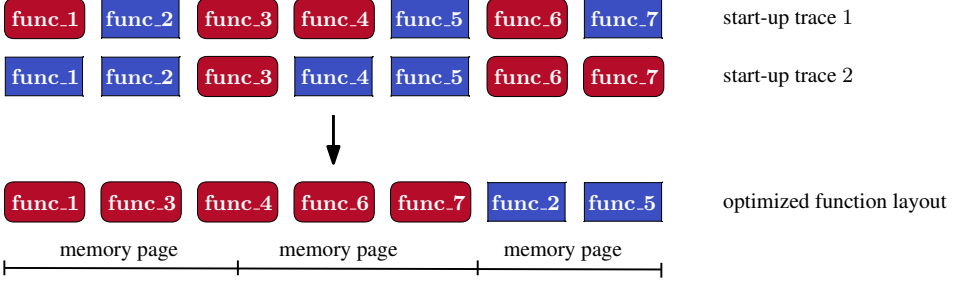 func_1 func_2 func_3 func_4 func_5 func_6 func_7 start-up trace 1
func_1 func_2 func_3 func_4 func_5 func_6 func_7 start-up trace 2
func_1 func_3 func_4 func_6 func_7 func_2 func_5 optimized function layout
memory page memory page memory page